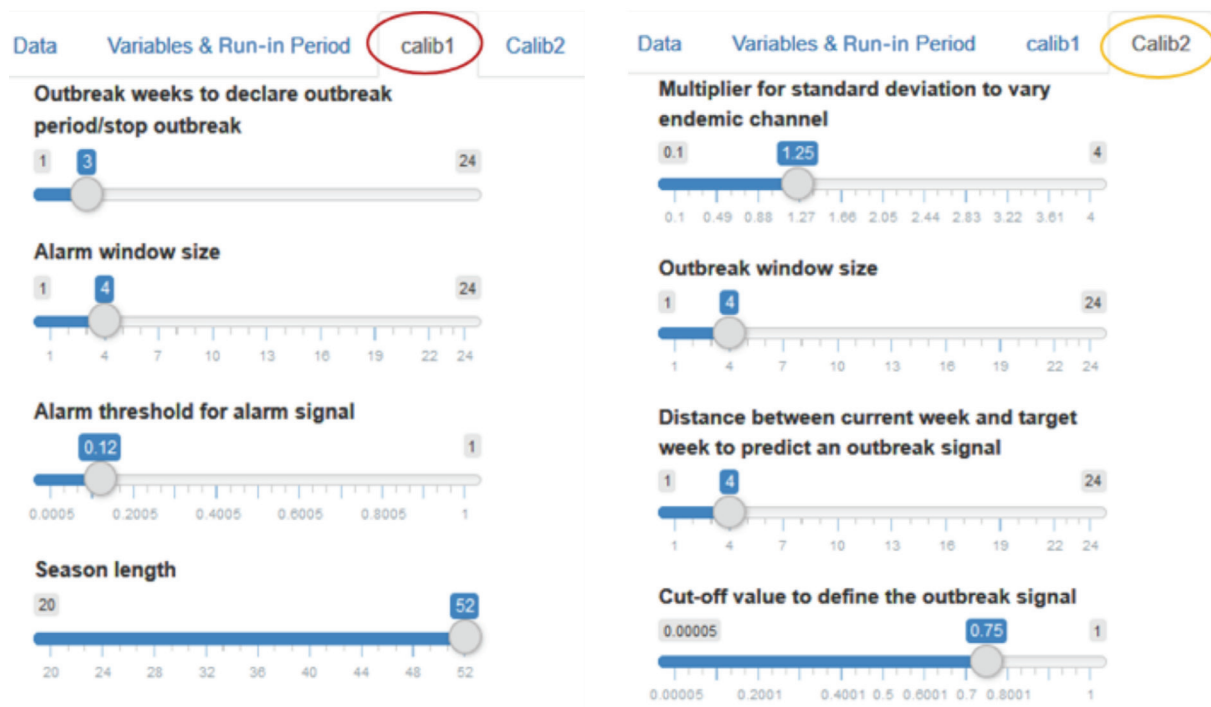 Data Variables & Run-in Period calib1 Calib2
Outbreak weeks to declare outbreak
period/stop outbreak
1 3 24
Alarm window size
1 4 24
1 4 7 10 13 16 19 22 24
Alarm threshold for alarm signal
0.12 1
0.0005 0.2005 0.4005 0.6005 0.8005 1
Season length
20 52
20 24 28 32 36 40 44 48 52
Data Variables & Run-in Period calib1 Calib2
Multiplier for standard deviation to vary
endemic channel
0.1 1.25 4
0.1 0.49 0.88 1.27 1.66 2.05 2.44 2.83 3.22 3.61 4
Outbreak window size
1 4 24
1 4 7 10 13 16 19 22 24
Distance between current week and target
week to predict an outbreak signal
1 4 24
1 4 7 10 13 16 19 22 24
Cut-off value to define the outbreak signal
0.00005 0.75 1
0.00005 0.2001 0.4001 0.5 0.6001 0.7 0.8001 1